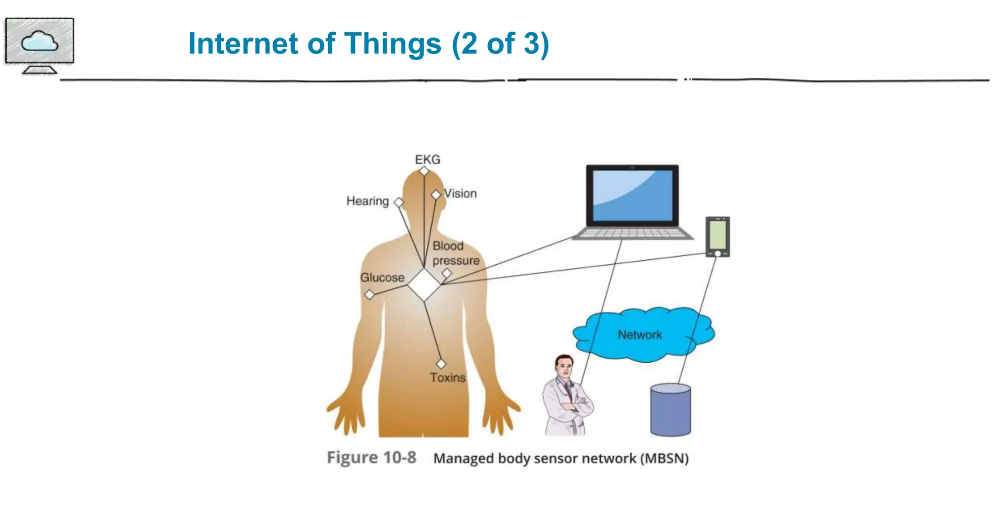 Internet of Things (2 of 3)
EKG
Hearing
Vision
Blood
pressure
Glucose
Network
Toxins
Figure 10-8 Managed body sensor network (MBSN)